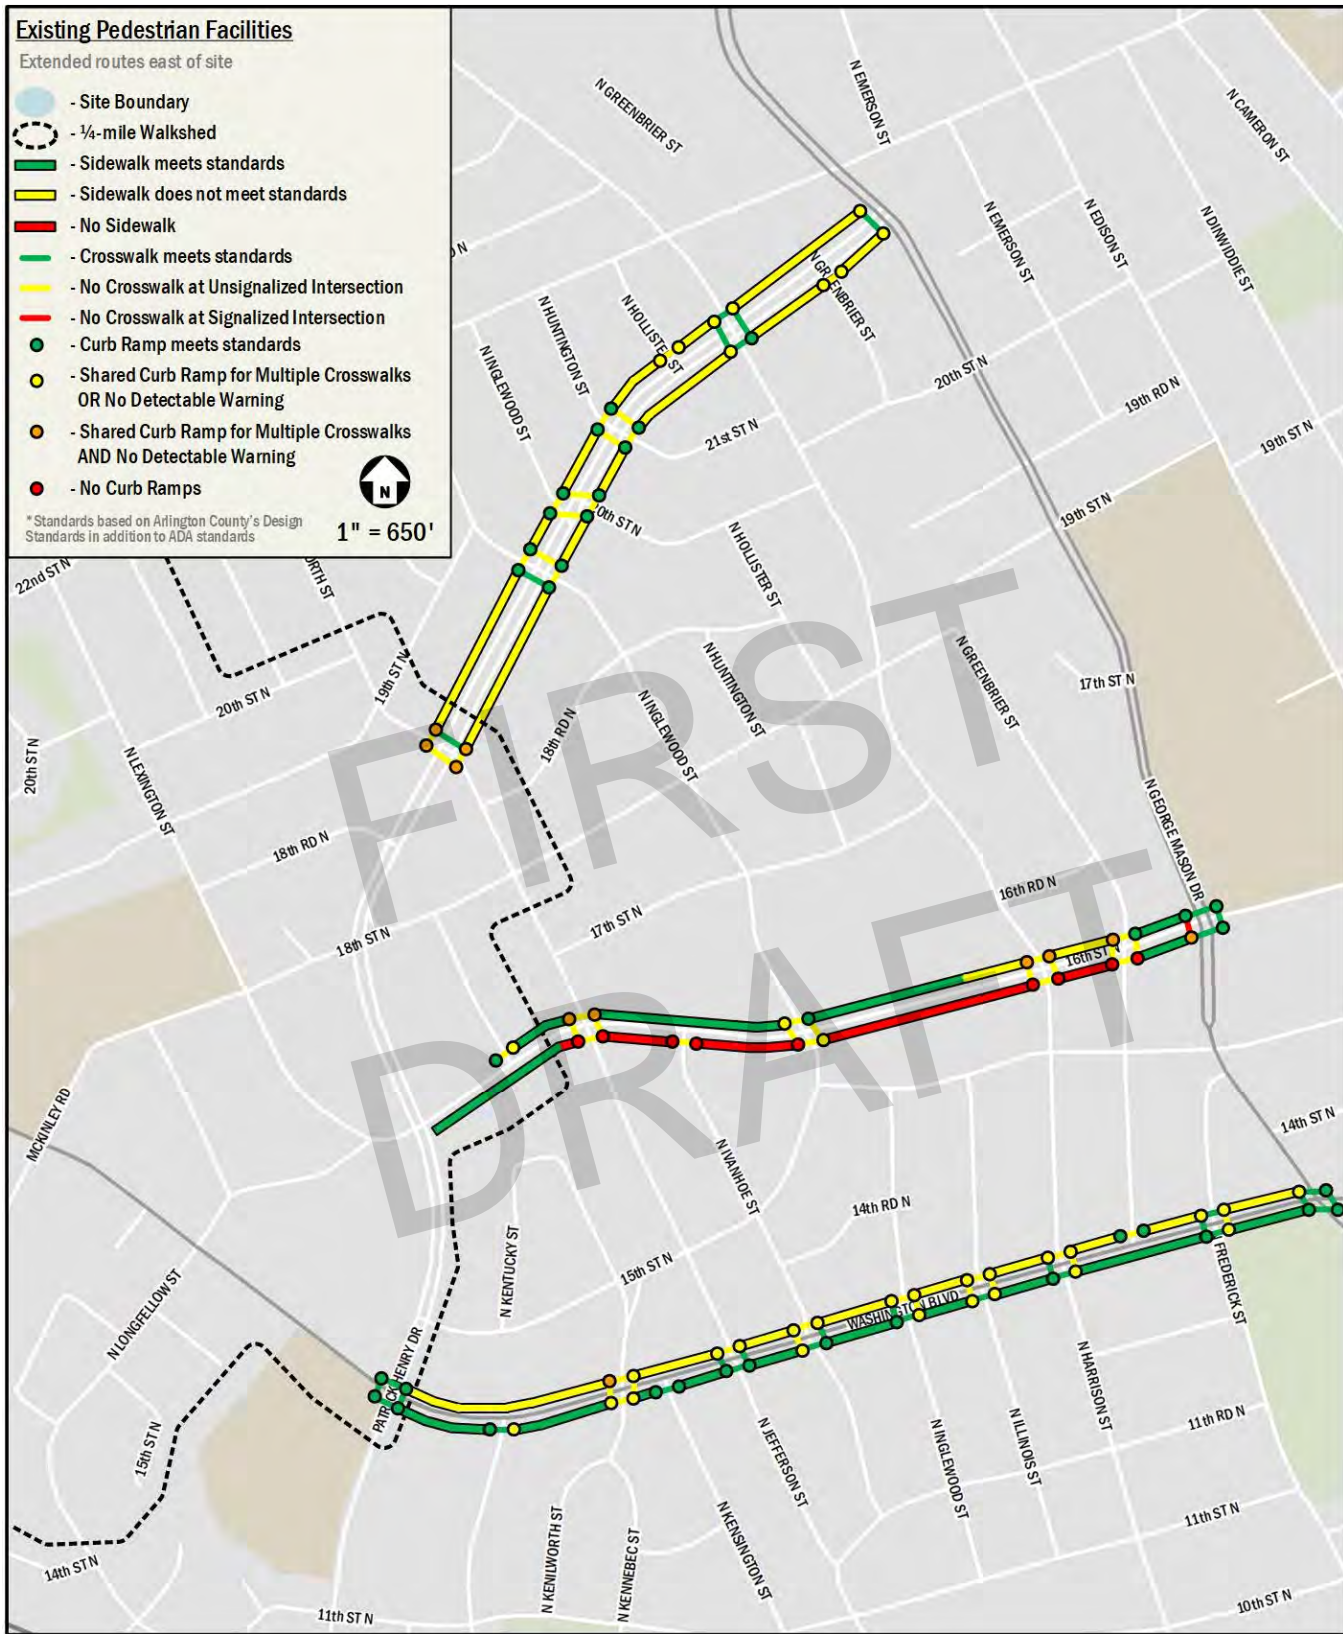 Existing Pedestrian Facilities
Extended routes east of site
- Site Boundary
- ¼-mile Walkshed
- Sidewalk meets standards
- Sidewalk does not meet standards
- No Sidewalk
- Crosswalk meets standards
- No Crosswalk at Unsignalized Intersection
- No Crosswalk at Signalized Intersection
- Curb Ramp meets standards
- Shared Curb Ramp for Multiple Crosswalks
OR No Detectable Warning
- Shared Curb Ramp for Multiple Crosswalks
AND No Detectable Warning
- No Curb Ramps
N
*Standards based on Arlington County's Design
Standards in addition to ADA standards
1" = 650'
N GREENBRIER ST
N EMERSON ST
N CAMERON ST
N EMERSON ST
N EDISON ST
N DINWIDDIE ST
N GREENBRIER ST
N HOLLISTER ST
N HUNTINGTON ST
N INGLEWOOD ST
20th ST N
19th RD N
21st ST N
19th ST N
20th ST N
19th ST N
22nd ST N
N HOLLISTER ST
19th ST N
20th ST N
N HUNTINGTON ST
N GREENBRIER ST
17th ST N
20th ST N
N LEXINGTON ST
18th RD N
N INGLEWOOD ST
N GEORGE MASON DR
18th RD N
FIRST
DRAFT
16th RD N
17th ST N
18th ST N
16th ST N
MCKINLEY RD
14th ST N
N IVANHOE ST
14th RD N
N KENTUCKY ST
15th ST N
N LONGFELLOW ST
FREDERICK ST
WASHINGTON BLVD
PATRICK HENRY DR
N HARRISON ST
15th ST N
N JEFFERSON ST
N INGLEWOOD ST
N ILLINOIS ST
11th RD N
11th ST N
N KENILWORTH ST
N KENNEBEC ST
N KENSINGTON ST
14th ST N
11th ST N
10th ST N